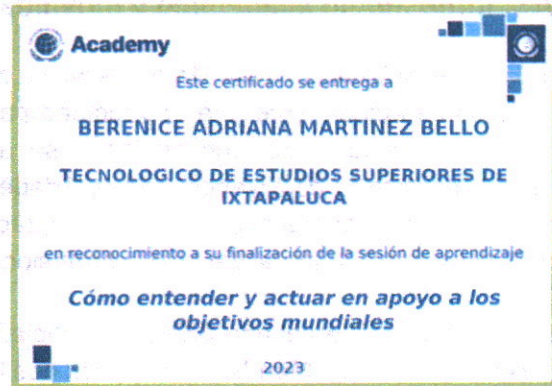 Academy
Este certificado se entrega a
BERENICE ADRIANA MARTINEZ BELLO
TECNOLOGICO DE ESTUDIOS SUPERIORES DE
IXTAPALUCA
en reconocimiento a su finalización de la sesión de aprendizaje
Cómo entender y actuar en apoyo a los
objetivos mundiales
2023